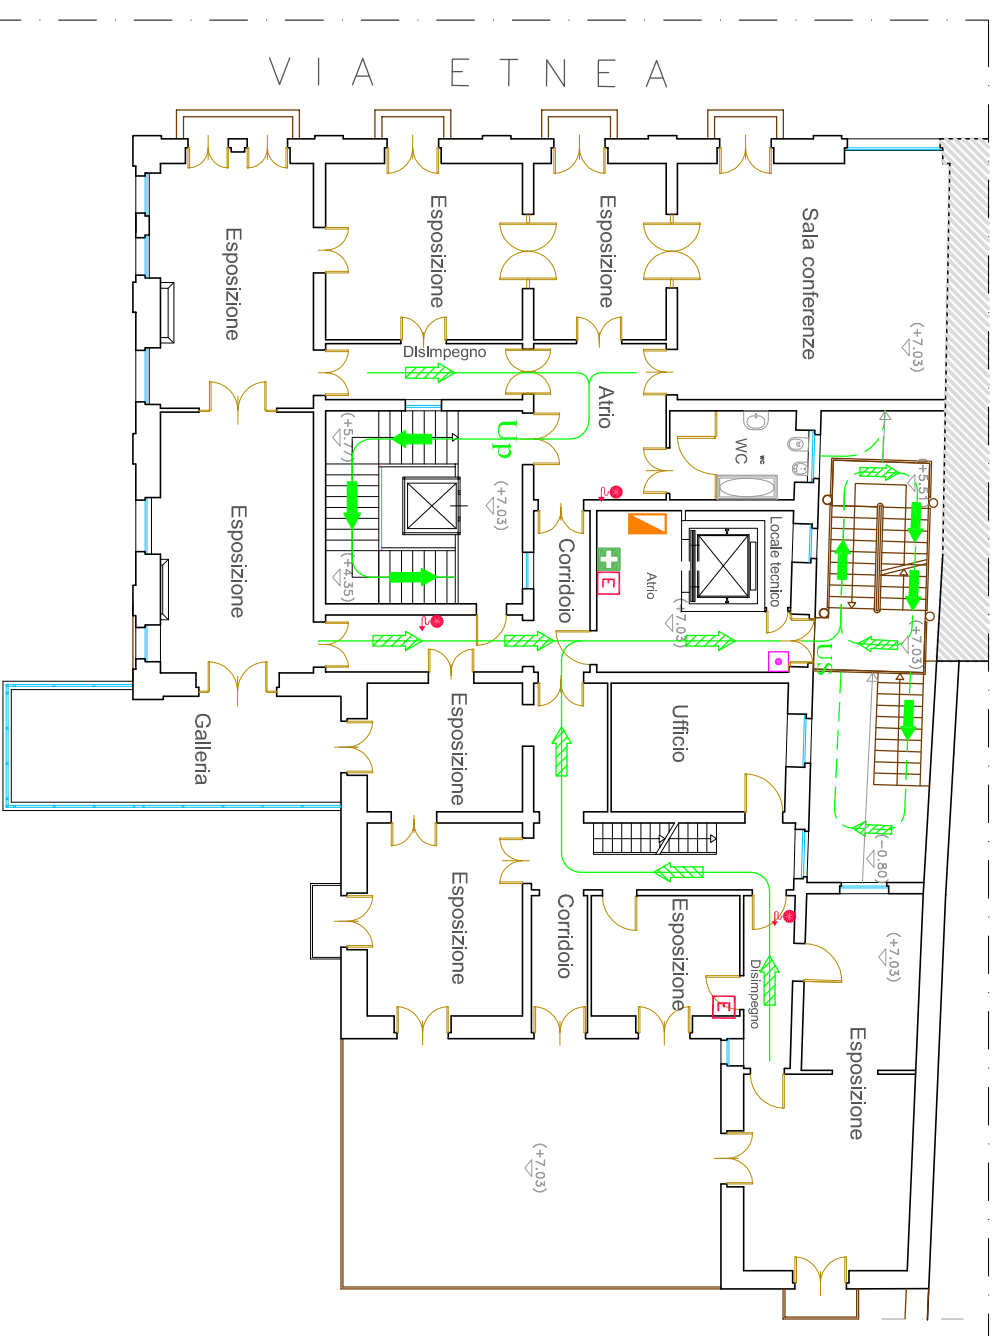 VIA ETNEA
Esposizione
Esposizione
Esposizione
Sala conferenze
(+7.03)
Disimpegno
Atrio
(+5.77)
Up
(+7.03)
WC
wc
(+5.51)
Esposizione
(+4.35)
Corridoio
Atrio
E
Locale tecnico
(+7.03)
(+7.03)
US
Galleria
Esposizione
Ufficio
(-0.80)
Esposizione
Corridoio
Esposizione
E
Disimpegno
(+7.03)
Esposizione
(+7.03)